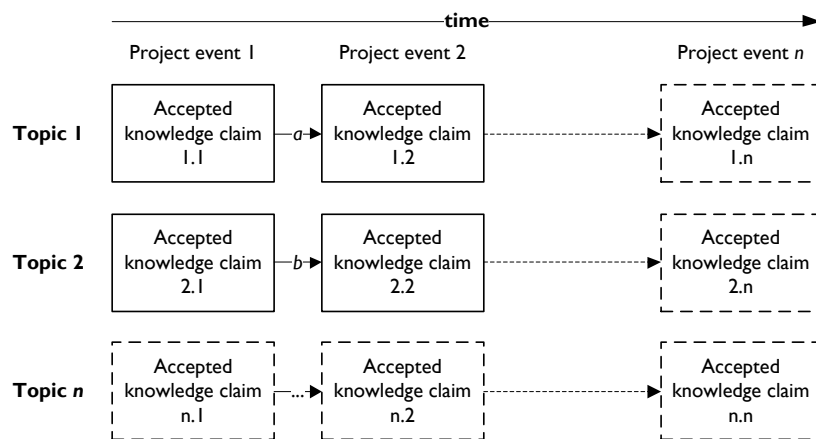 time
Project event 1
Project event 2
Project event n
Topic 1
Accepted
knowledge claim
1.1
a
Accepted
knowledge claim
1.2
Accepted
knowledge claim
1.n
Topic 2
Accepted
knowledge claim
2.1
b
Accepted
knowledge claim
2.2
Accepted
knowledge claim
2.n
Topic n
Accepted
knowledge claim
n.1
...
Accepted
knowledge claim
n.2
Accepted
knowledge claim
n.n